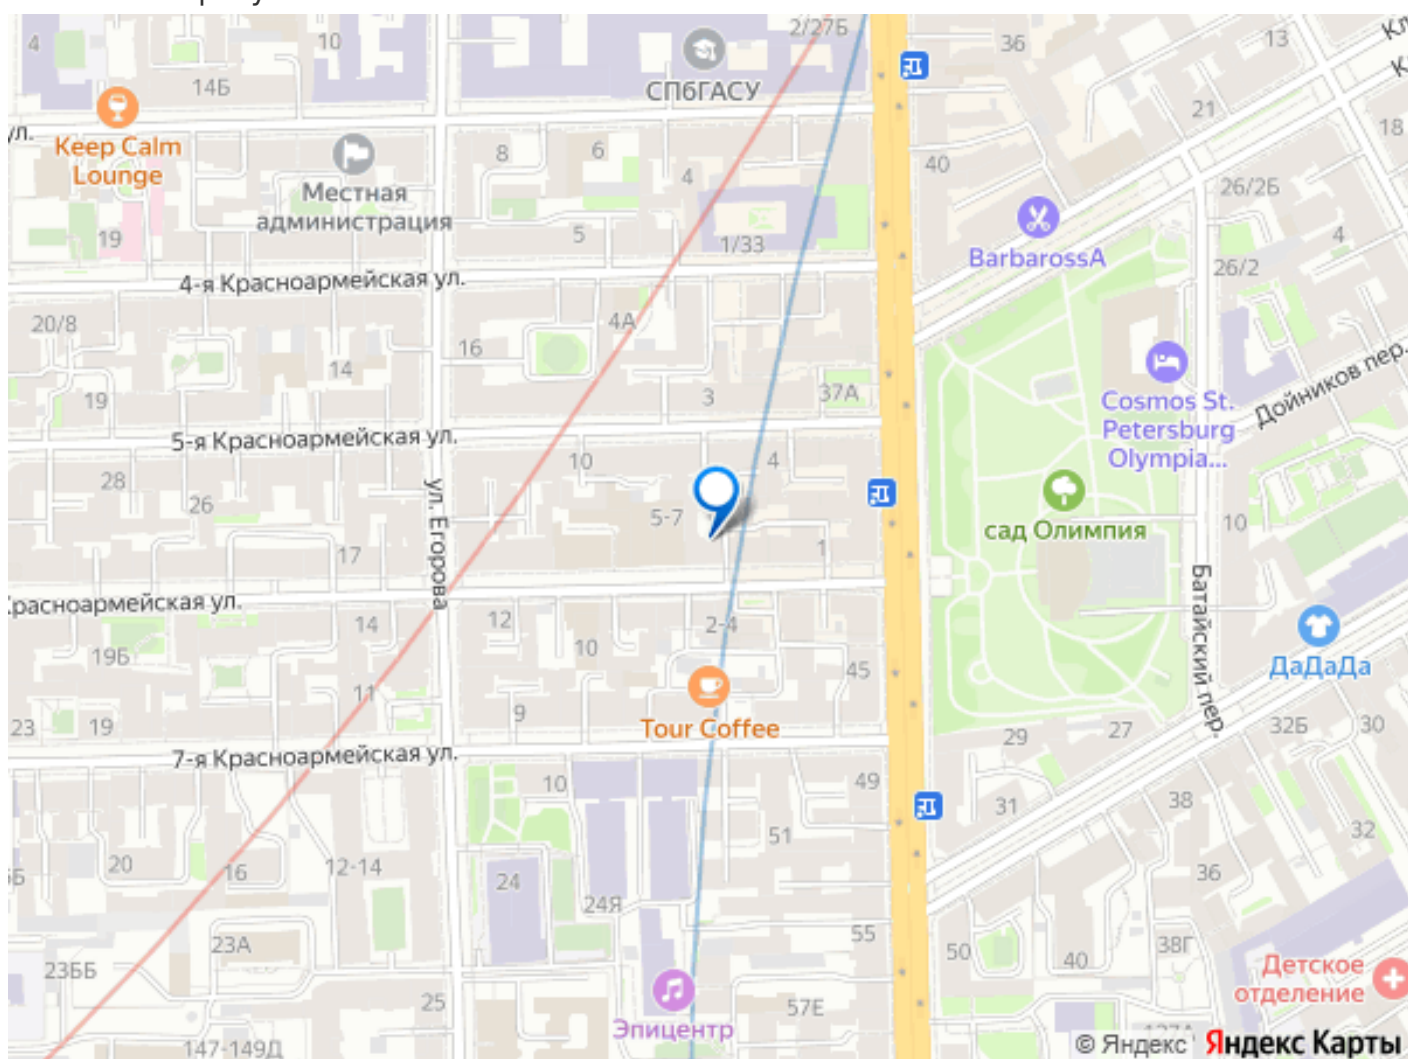 2/27Б
4
10
36
13
14Б
СПбГАСУ
21
18
ул.
Keep Calm
Lounge
8
6
4
40
Местная
администрация
26/2Б
19
5
1/33
BarbarossA
4
26/2
4-я Красноармейская ул.
20/8
4А
16
14
3
37А
Дойников пер.
19
Cosmos St.
Petersburg
Olympia...
5-я Красноармейская ул.
10
4
28
26
5-7
ул. Егорова
сад Олимпия
10
17
1
Красноармейская ул.
Батайский пер.
14
12
2-4
19Б
10
45
ДаДаДа
11
9
Tour Coffee
23
19
29
27
32Б
30
7-я Красноармейская ул.
10
49
31
38
51
32
20
16
12-14
24
36
24Я
23А
55
50
40
38Г
23ББ
Детское
отделение
25
57Е
Эпицентр
147-149Д
© Яндекс Яндекс Карты